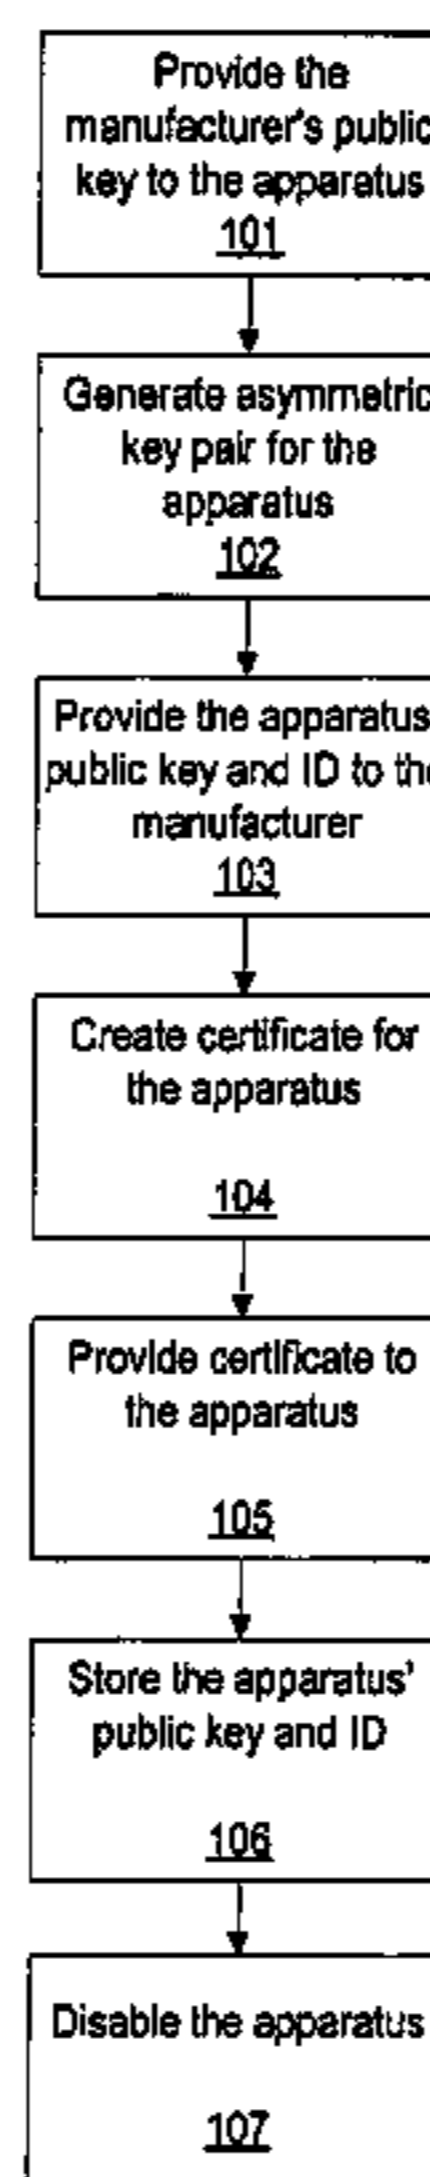 Provide the
manufacturer's public
key to the apparatus
101
Generate asymmetric
key pair for the
apparatus
102
Provide the apparatus
public key and ID to the
manufacturer
103
Create certificate for
the apparatus
104
Provide certificate to
the apparatus
105
Store the apparatus'
public key and ID
106
Disable the apparatus
107